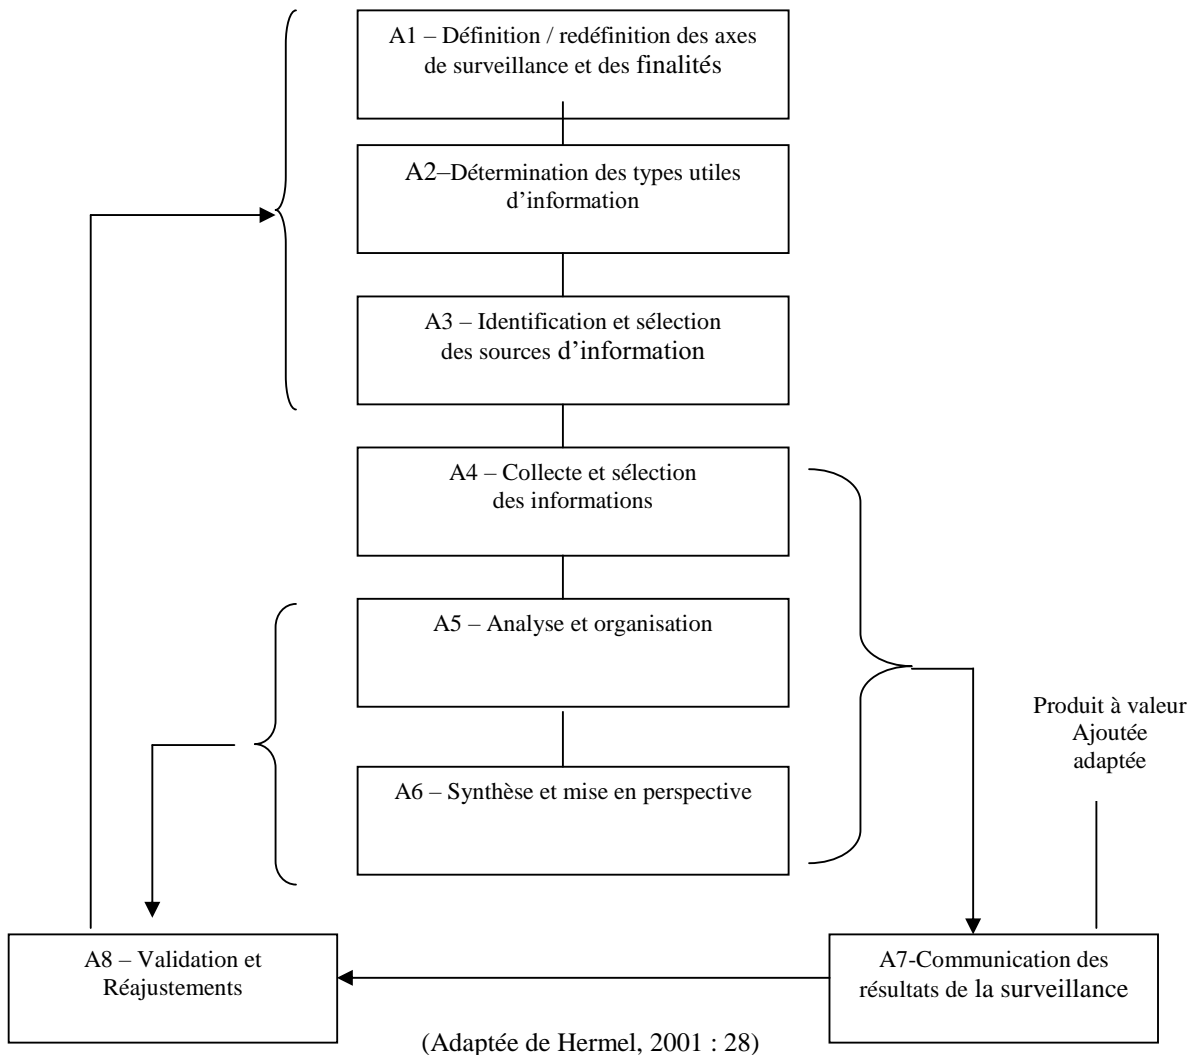 A1 – Définition / redéfinition des axes
de surveillance et des finalités
A2–Détermination des types utiles
d’information
A3 – Identification et sélection
des sources d’information
A4 – Collecte et sélection
des informations
A5 – Analyse et organisation
Produit à valeur
Ajoutée
adaptée
A6 – Synthèse et mise en perspective
A8 – Validation et
Réajustements
A7-Communication des
résultats de la surveillance
(Adaptée de Hermel, 2001 : 28)